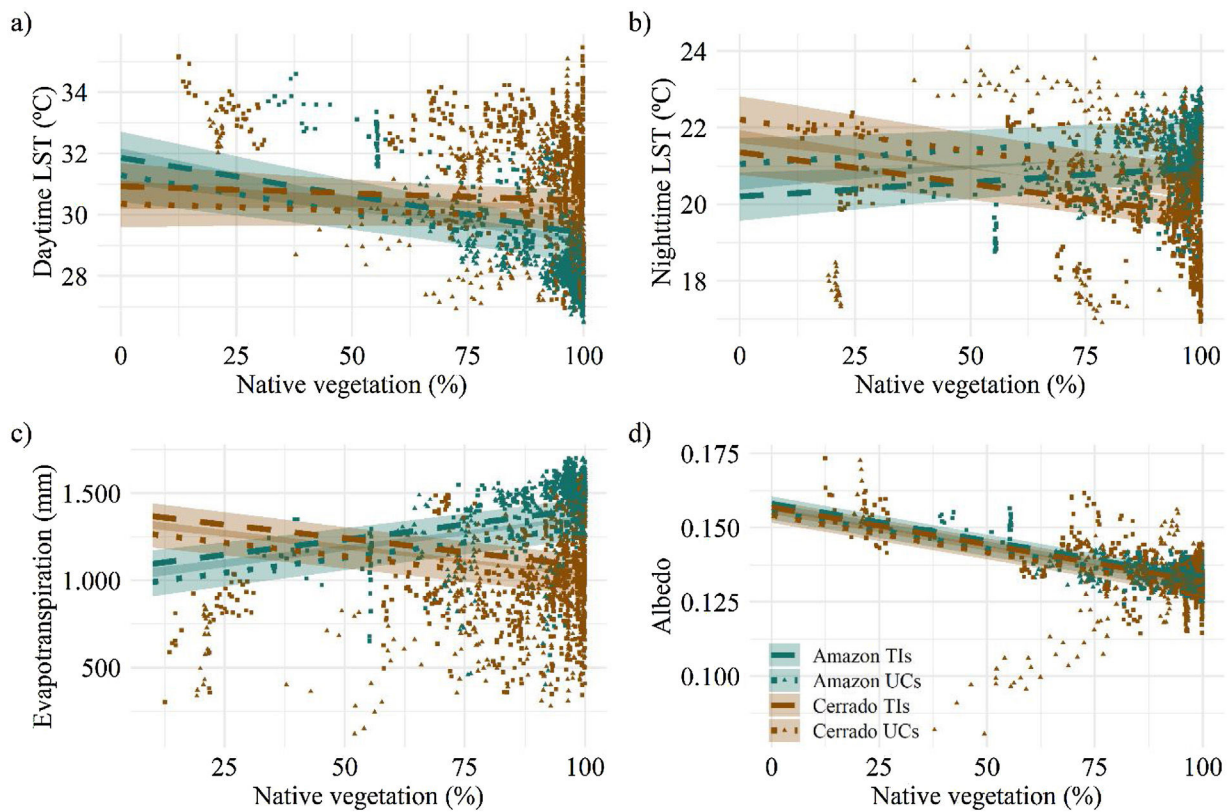 a)
b)
Daytime LST (ºC)
34
32
30
28
0 25 50 75 100
Native vegetation (%)
Nighttime LST (ºC)
24
22
20
18
0 25 50 75 100
Native vegetation (%)
c)
d)
Evapotranspiration (mm)
1.500
1.000
500
25 50 75 100
Native vegetation (%)
Albedo
0.175
0.150
0.125
0.100
Amazon TIs
Amazon UCs
Cerrado TIs
Cerrado UCs
0 25 50 75 100
Native vegetation (%)